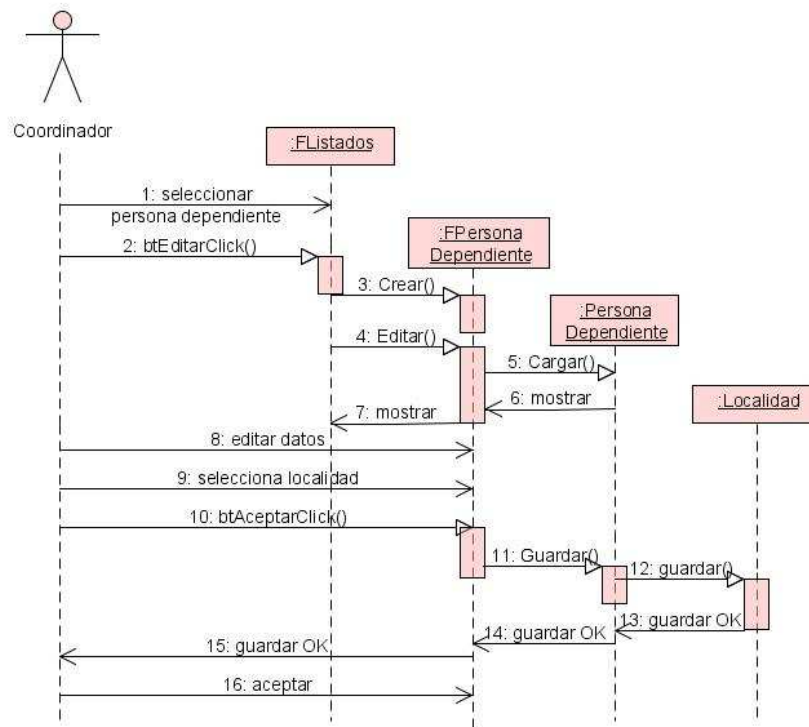 Coordinador
:FListados
1: seleccionar
persona dependiente
2: btEditarClick()
:FPersona
Dependiente
3: Crear()
:Persona
Dependiente
4: Editar()
5: Cargar()
6: mostrar
:Localidad
7: mostrar
8: editar datos
9: selecciona localidad
10: btAceptarClick()
11: Guardar()
12: guardar()
13: guardar OK
14: guardar OK
15: guardar OK
16: aceptar